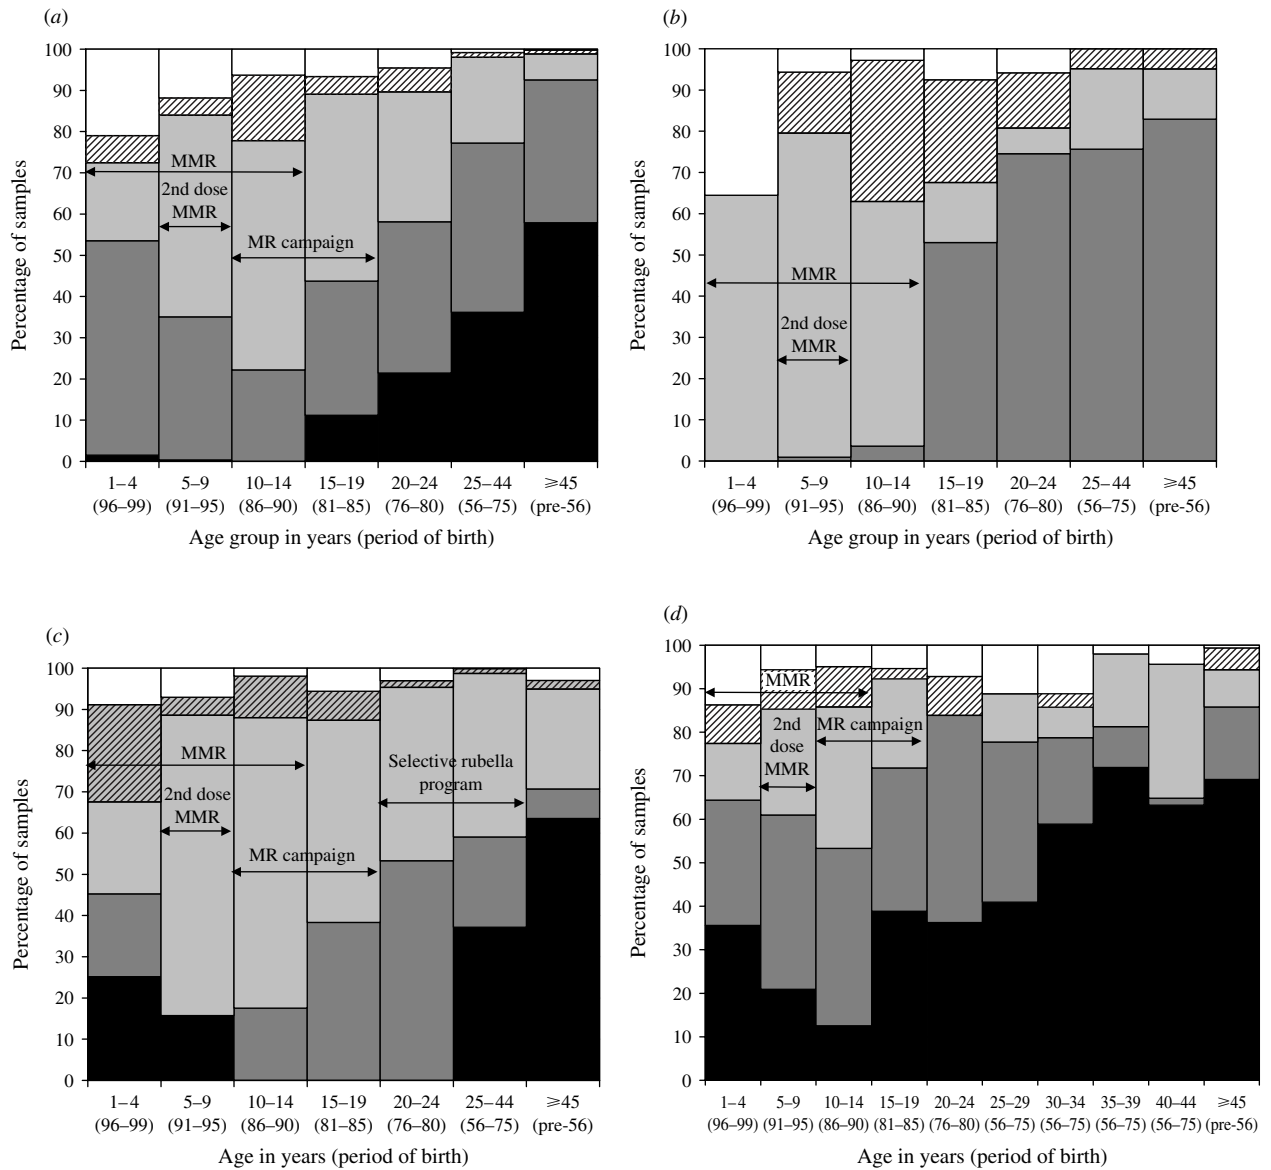 (a)
100
90
80
70
60
50
40
30
20
10
0
Percentage of samples
MMR
2nd dose
MMR
MR campaign
1–4 5–9 10–14 15–19 20–24 25–44 ⩾45
(96–99) (91–95) (86–90) (81–85) (76–80) (56–75) (pre-56)
Age group in years (period of birth)
(b)
100
90
80
70
60
50
40
30
20
10
0
Percentage of samples
MMR
2nd dose
MMR
1–4 5–9 10–14 15–19 20–24 25–44 ⩾45
(96–99) (91–95) (86–90) (81–85) (76–80) (56–75) (pre-56)
Age group in years (period of birth)
(c)
100
90
80
70
60
50
40
30
20
10
0
Percentage of samples
MMR
Selective rubella
program
2nd dose
MMR
MR campaign
1–4 5–9 10–14 15–19 20–24 25–44 ⩾45
(96–99) (91–95) (86–90) (81–85) (76–80) (56–75) (pre-56)
Age in years (period of birth)
(d)
100
90
80
70
60
50
40
30
20
10
0
Percentage of samples
MMR
2nd
dose
MMR
MR campaign
1–4 5–9 10–14 15–19 20–24 25–29 30–34 35–39 40–44 ⩾45
(96–99) (91–95) (86–90) (81–85) (76–80) (56–75) (56–75) (56–75) (56–75) (pre-56)
Age in years (period of birth)